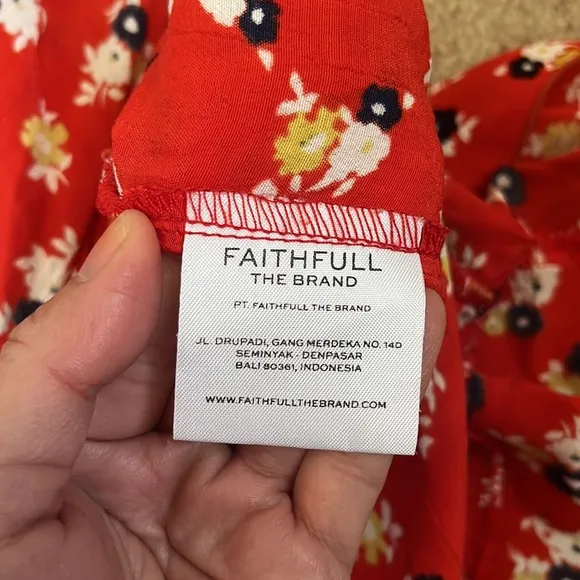 FAITHFULL
THE BRAND
PT. FAITHFULL THE BRAND
JL. DRUPADI, GANG MERDEKA NO. 14D
SEMINYAK - DENPASAR
BALI 80361, INDONESIA
WWW.FAITHFULLTHEBRAND.COM